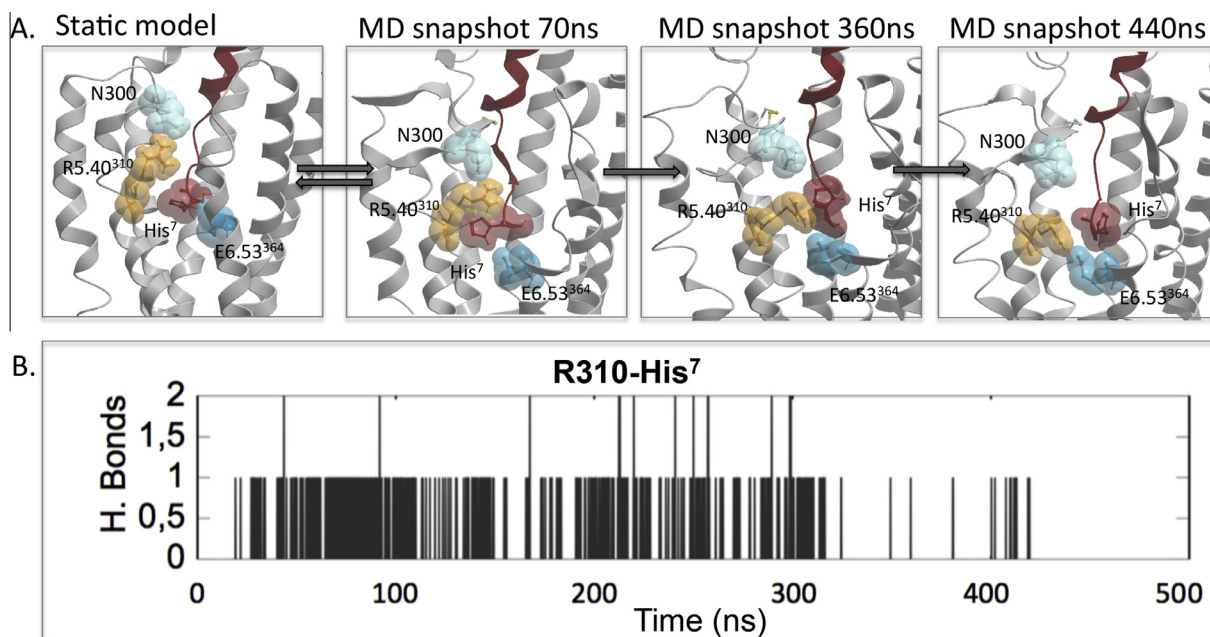 A. Static model MD snapshot 70ns MD snapshot 360ns MD snapshot 440ns
N300 N300 N300 N300
R5.40³¹⁰ R5.40³¹⁰ R5.40³¹⁰ R5.40³¹⁰
His⁷ His⁷ His⁷ His⁷
E6.53³⁶⁴ E6.53³⁶⁴ E6.53³⁶⁴ E6.53³⁶⁴
B. R310-His⁷
H. Bonds
2
1,5
1
0,5
0
0 100 200 300 400 500
Time (ns)